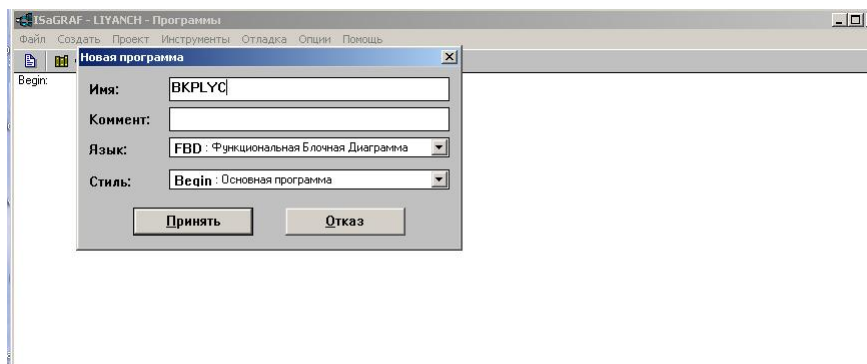 ISaGRAF - LIYANCH - Программы
Файл Создать Проект Инструменты Отладка Опции Помощь
Новая программа
Begin:
Имя: BKPLYC
Коммент:
Язык: FBD : Функциональная Блочная Диаграмма
Стиль: Begin : Основная программа
Принять Отказ